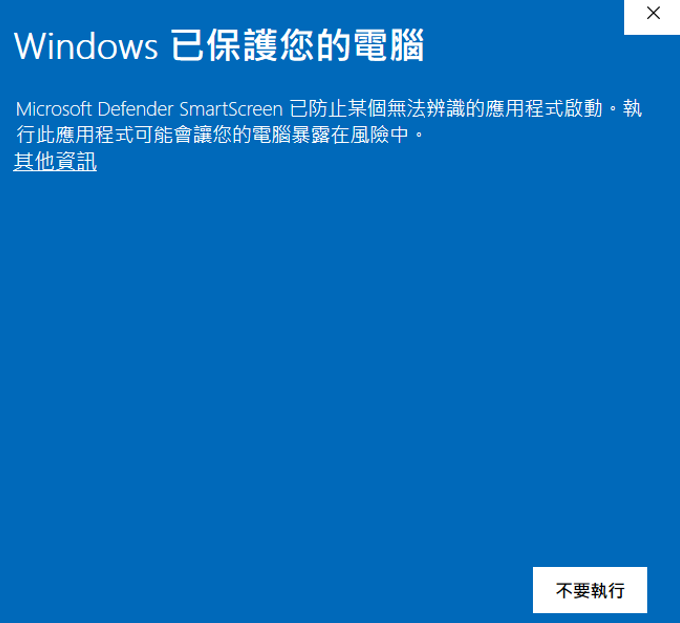 Windows 已保護您的電腦
Microsoft Defender SmartScreen 已防止某個無法辨識的應用程式啟動。執
行此應用程式可能會讓您的電腦暴露在風險中。
其他資訊
不要執行